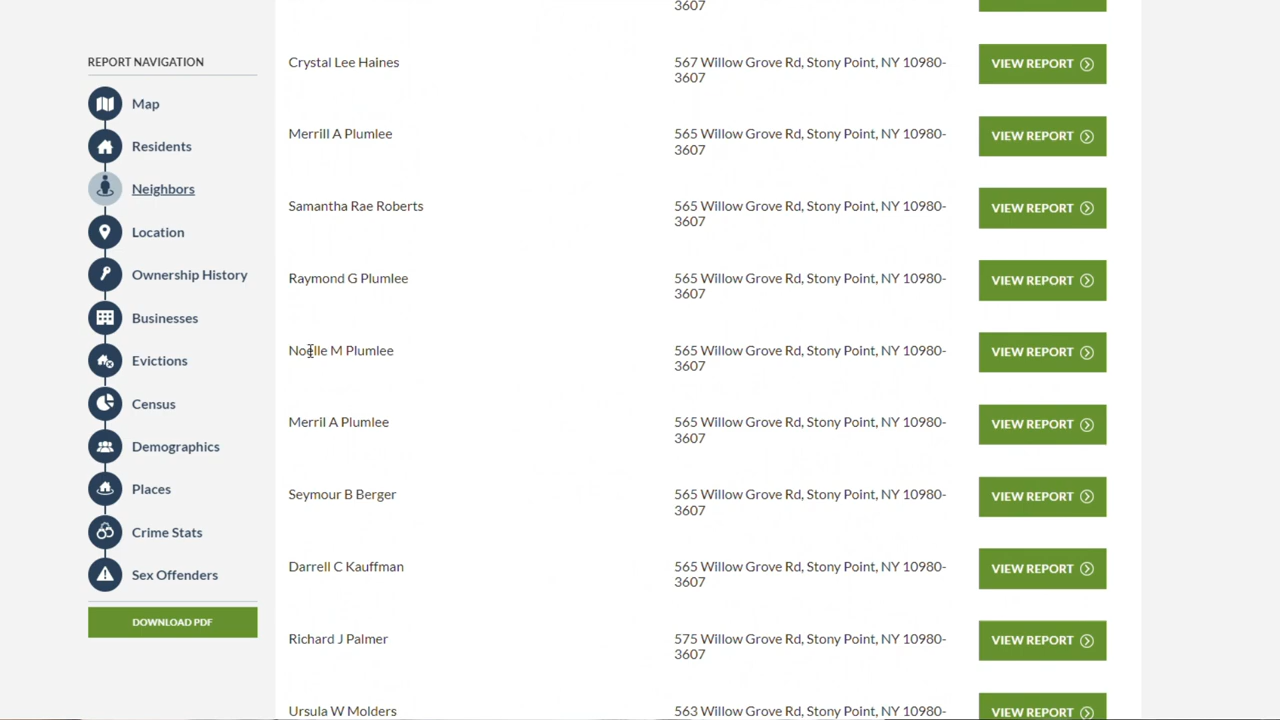 3607
REPORT NAVIGATION
Map
Residents
Neighbors
Location
Ownership History
Businesses
Evictions
Census
Demographics
Places
Crime Stats
Sex Offenders
DOWNLOAD PDF
Crystal Lee Haines
567 Willow Grove Rd, Stony Point, NY 10980-
3607
VIEW REPORT
Merrill A Plumlee
565 Willow Grove Rd, Stony Point, NY 10980-
3607
VIEW REPORT
Samantha Rae Roberts
565 Willow Grove Rd, Stony Point, NY 10980-
3607
VIEW REPORT
Raymond G Plumlee
565 Willow Grove Rd, Stony Point, NY 10980-
3607
VIEW REPORT
Noelle M Plumlee
565 Willow Grove Rd, Stony Point, NY 10980-
3607
VIEW REPORT
Merril A Plumlee
565 Willow Grove Rd, Stony Point, NY 10980-
3607
VIEW REPORT
Seymour B Berger
565 Willow Grove Rd, Stony Point, NY 10980-
3607
VIEW REPORT
Darrell C Kauffman
565 Willow Grove Rd, Stony Point, NY 10980-
3607
VIEW REPORT
Richard J Palmer
575 Willow Grove Rd, Stony Point, NY 10980-
3607
VIEW REPORT
Ursula W Molders
563 Willow Grove Rd, Stony Point, NY 10980-
VIEW REPORT